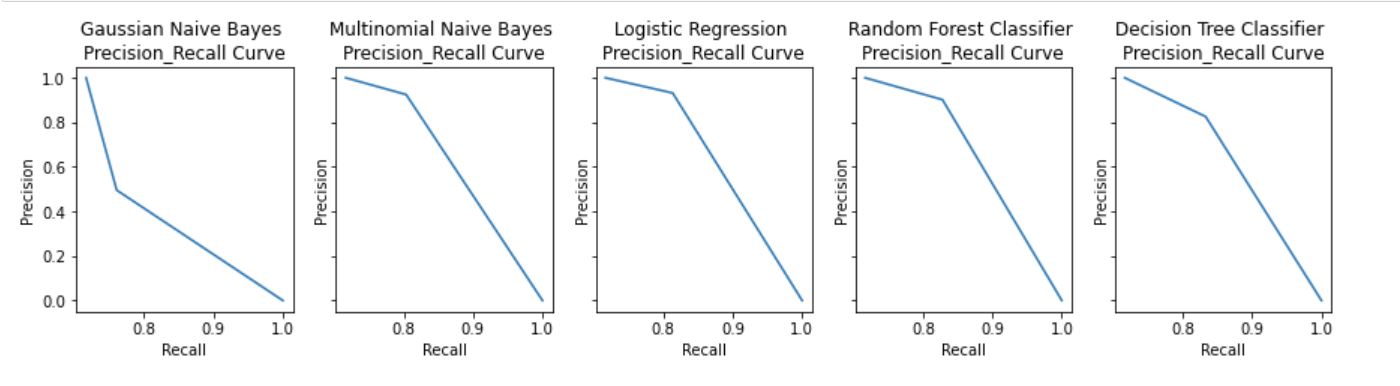 Gaussian Naive Bayes
Precision_Recall Curve
Multinomial Naive Bayes
Precision_Recall Curve
Logistic Regression
Precision_Recall Curve
Random Forest Classifier
Precision_Recall Curve
Decision Tree Classifier
Precision_Recall Curve
Precision
1.0
0.8
0.6
0.4
0.2
0.0
0.8 0.9 1.0
Recall
Precision
0.8 0.9 1.0
Recall
Precision
0.8 0.9 1.0
Recall
Precision
0.8 0.9 1.0
Recall
Precision
0.8 0.9 1.0
Recall